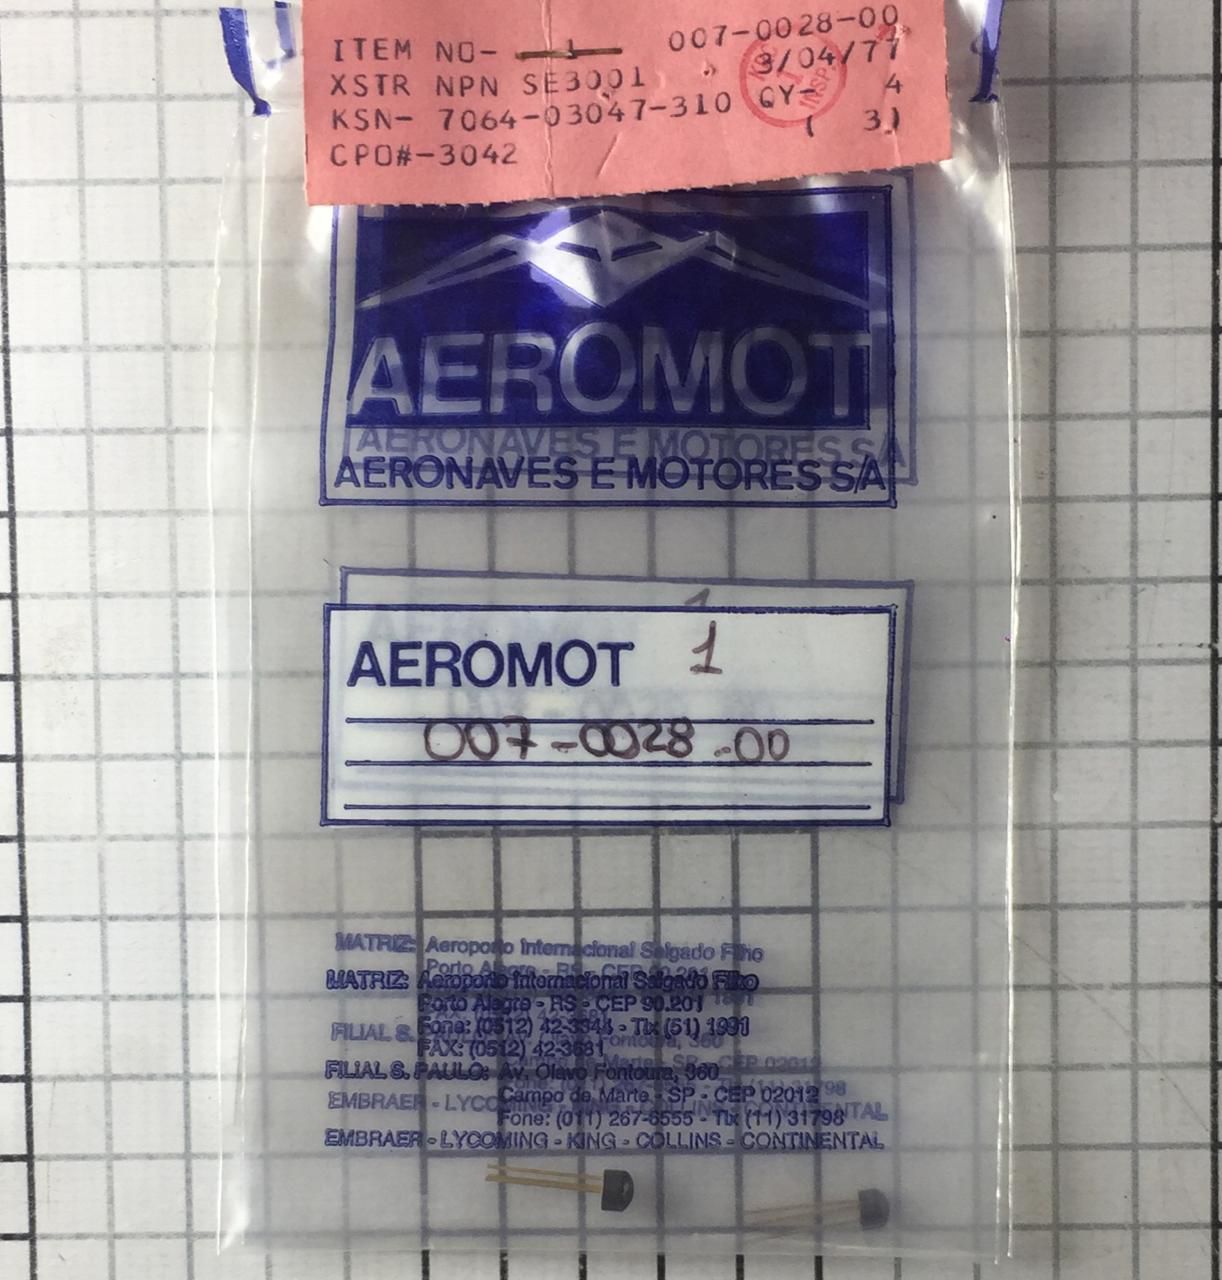 ITEM NO- 1 007-0028-00
XSTR NPN SE3001 3/04/77
KSN- 7064-03047-310 QY- 4
CPO#-3042 ( 3)
AEROMOT
AERONAVES E MOTORES S/A
AEROMOT 1
007-0028-00
MATRIZ: Aeroporto Internacional Salgado Filho
Porto Alegre - RS - CEP 90.201
Fone: (0512) 42-3344 - Tlx (51) 1991
FAX: (0512) 42-3681
FILIAL S. PAULO: Av. Olavo Fontoura, 360
Campo de Marte - SP - CEP 02012
Fone: (011) 267-6555 - Tlx (11) 31798
EMBRAER - LYCOMING - KING - COLLINS - CONTINENTAL